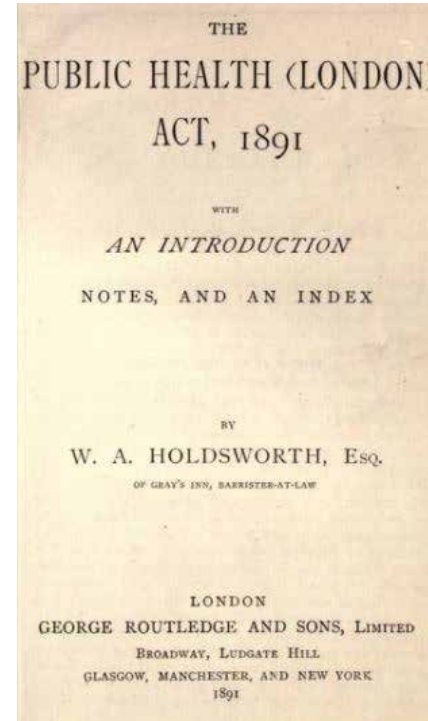 THE
PUBLIC HEALTH (LONDON)
ACT, 1891
WITH
AN INTRODUCTION
NOTES, AND AN INDEX
BY
W. A. HOLDSWORTH, Esq.
OF GRAY'S INN, BARRISTER-AT-LAW
LONDON
GEORGE ROUTLEDGE AND SONS, Limited
Broadway, Ludgate Hill
GLASGOW, MANCHESTER, AND NEW YORK
1891